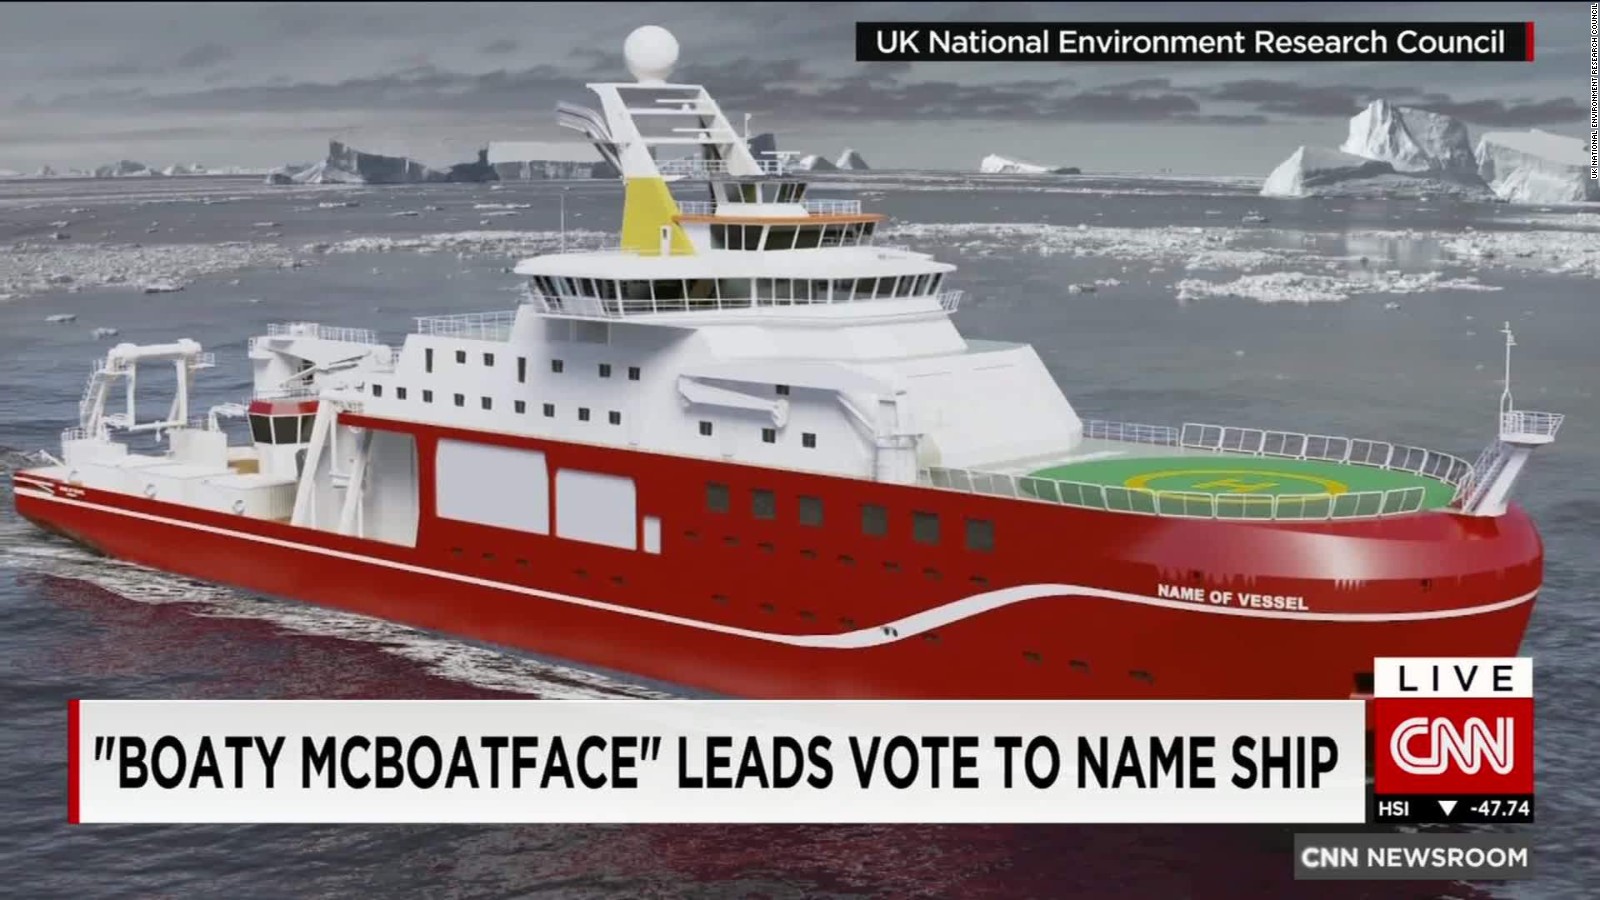 UK National Environment Research Council
UK NATIONAL ENVIRONMENT RESEARCH COUNCIL
H
NAME OF VESSEL
LIVE
"BOATY MCBOATFACE" LEADS VOTE TO NAME SHIP
CNN
HSI ▼ -47.74
CNN NEWSROOM